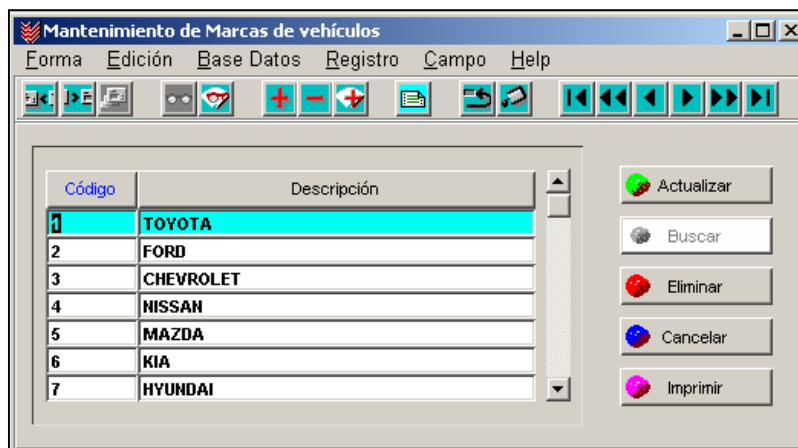 Mantenimiento de Marcas de vehículos
Forma Edición Base Datos Registro Campo Help
Código Descripción
1 TOYOTA
2 FORD
3 CHEVROLET
4 NISSAN
5 MAZDA
6 KIA
7 HYUNDAI
Actualizar
Buscar
Eliminar
Cancelar
Imprimir